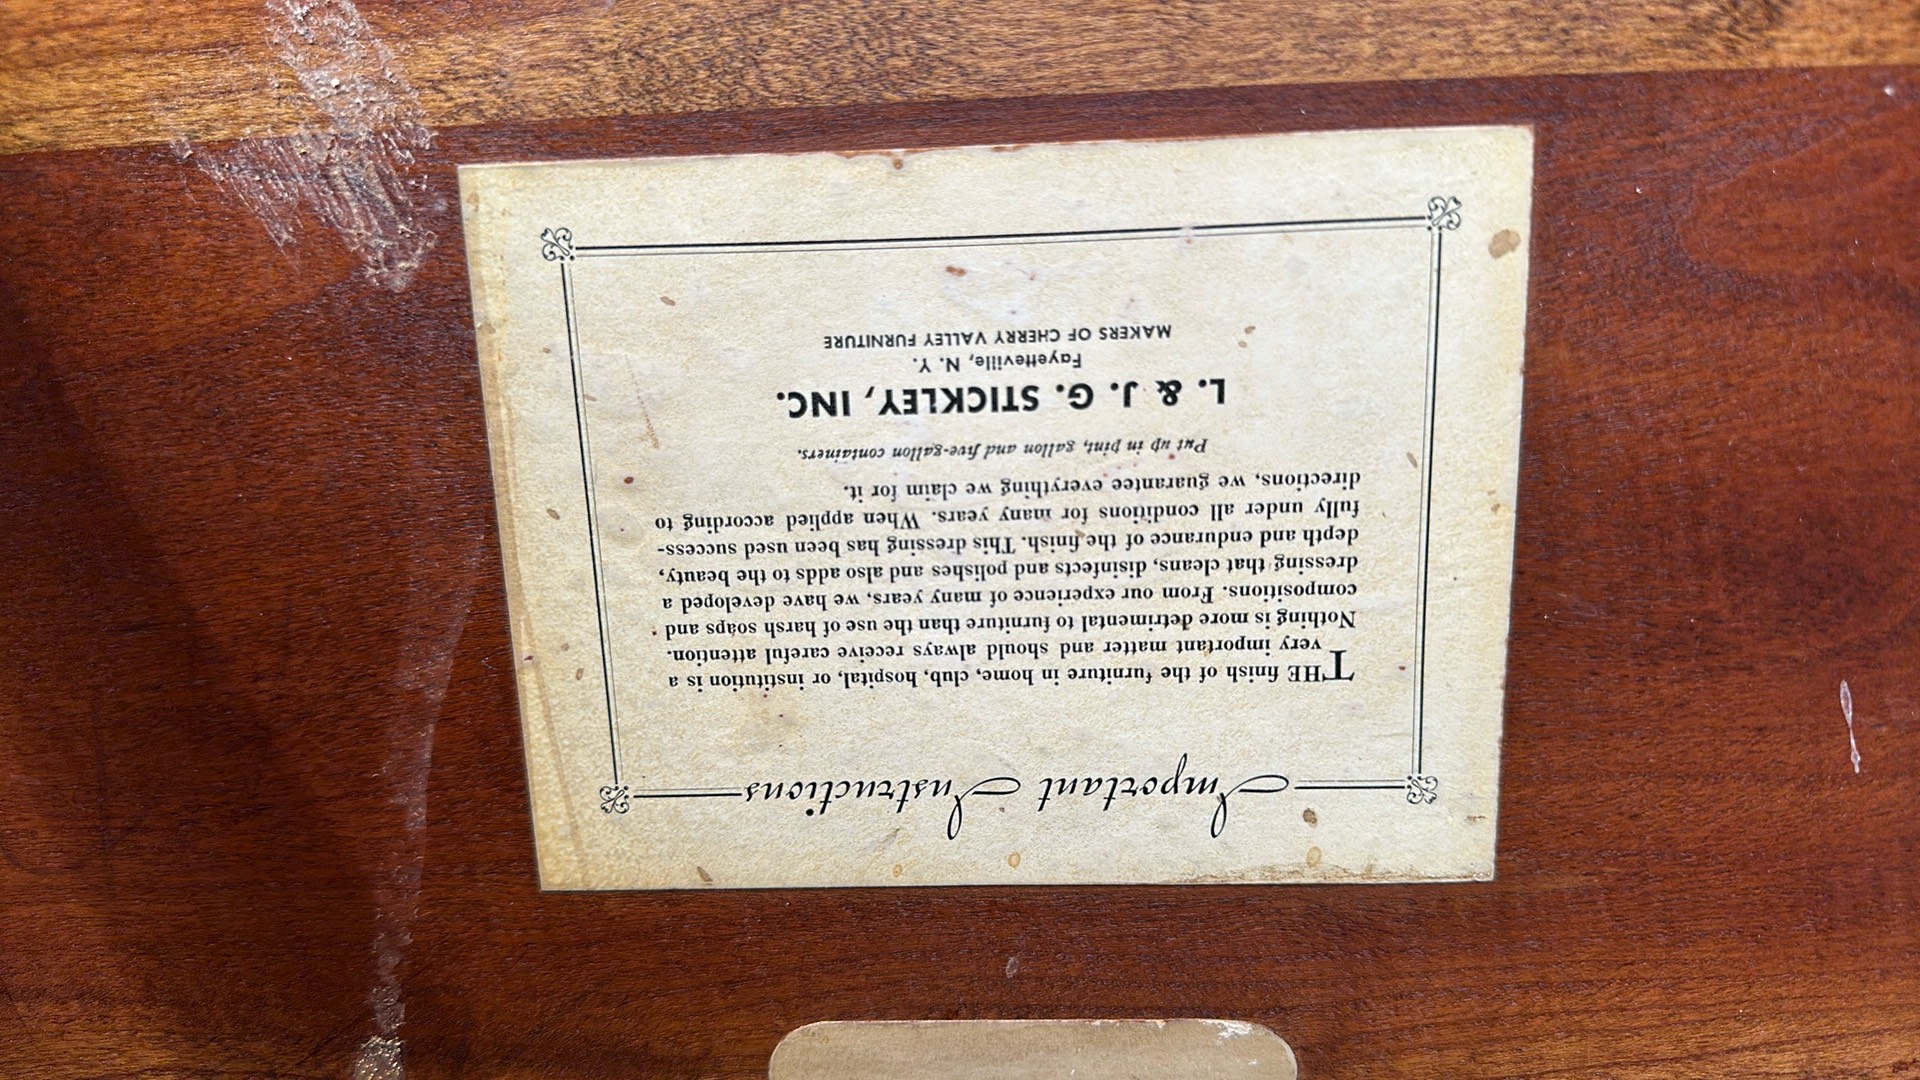 Important Instructions
THE finish of the furniture in home, club, hospital, or institution is a
very important matter and should always receive careful attention.
Nothing is more detrimental to furniture than the use of harsh soaps and
compositions. From our experience of many years, we have developed a
dressing that cleans, disinfects and polishes and also adds to the beauty,
depth and endurance of the finish. This dressing has been used success-
fully under all conditions for many years. When applied according to
directions, we guarantee everything we claim for it.
Put up in pint, gallon and five-gallon containers.
L. & J. G. STICKLEY, INC.
Fayetteville, N. Y.
MAKERS OF CHERRY VALLEY FURNITURE